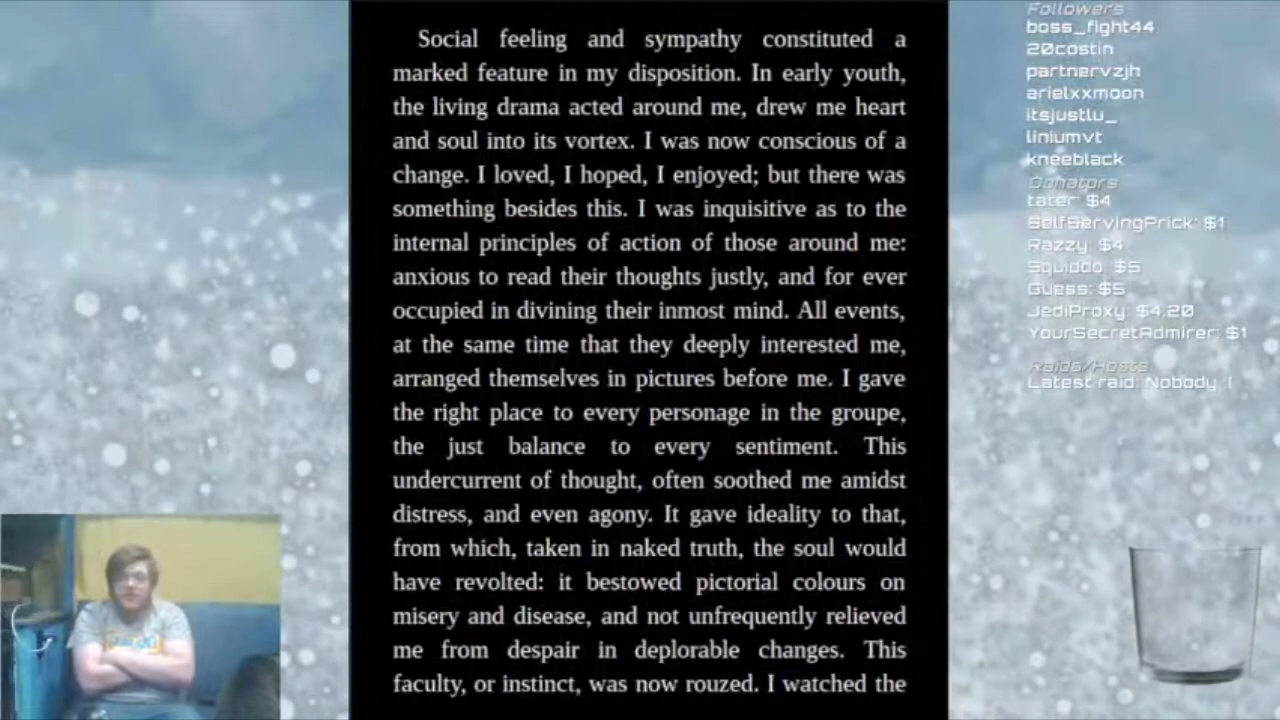 Social feeling and sympathy constituted a
marked feature in my disposition. In early youth,
the living drama acted around me, drew me heart
and soul into its vortex. I was now conscious of a
change. I loved, I hoped, I enjoyed; but there was
something besides this. I was inquisitive as to the
internal principles of action of those around me:
anxious to read their thoughts justly, and for ever
occupied in divining their inmost mind. All events,
at the same time that they deeply interested me,
arranged themselves in pictures before me. I gave
the right place to every personage in the groupe,
the just balance to every sentiment. This
undercurrent of thought, often soothed me amidst
distress, and even agony. It gave ideality to that,
from which, taken in naked truth, the soul would
have revolted: it bestowed pictorial colours on
misery and disease, and not unfrequently relieved
me from despair in deplorable changes. This
faculty, or instinct, was now rouzed. I watched the
Followers
boss_fight44
20costin
partnervzjh
arielxxmoon
itsjustlu_
liniumvt
kneeblack
Donators
tater: $4
SelfServingPrick: $1
Razzy: $4
Squiddo: $5
Guess: $5
JediProxy: $4.20
YourSecretAdmirer: $1
Raids/Hosts
Latest raid: Nobody :(